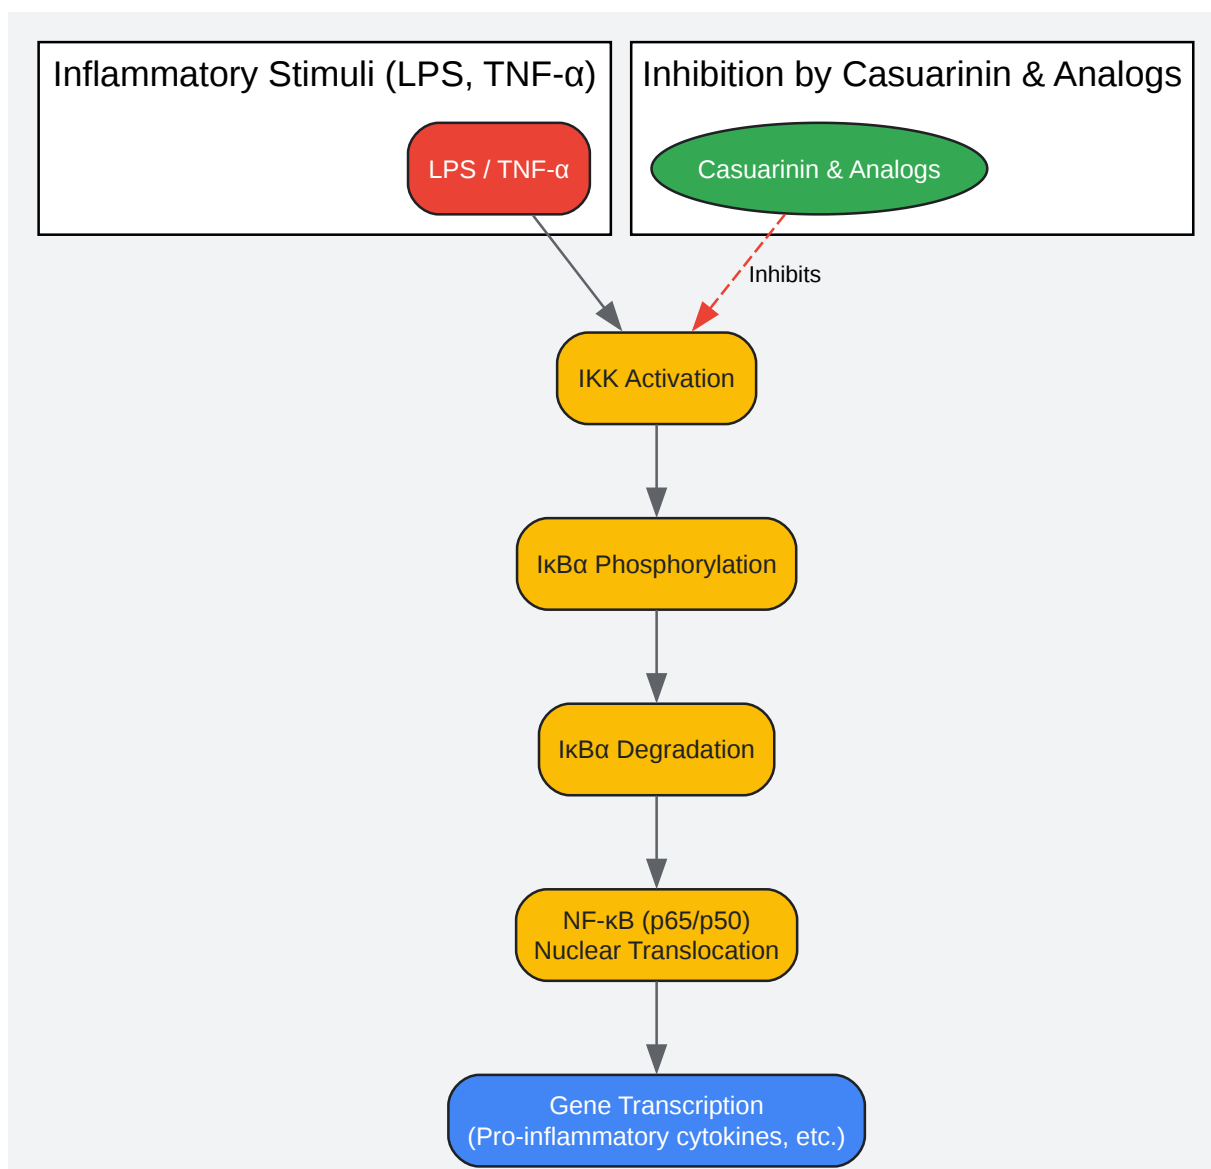 Inflammatory Stimuli (LPS, TNF-α)
Inhibition by Casuarinin & Analogs
LPS / TNF-α
Casuarinin & Analogs
Inhibits
IKK Activation
IκBα Phosphorylation
IκBα Degradation
NF-κB (p65/p50)
Nuclear Translocation
Gene Transcription
(Pro-inflammatory cytokines, etc.)